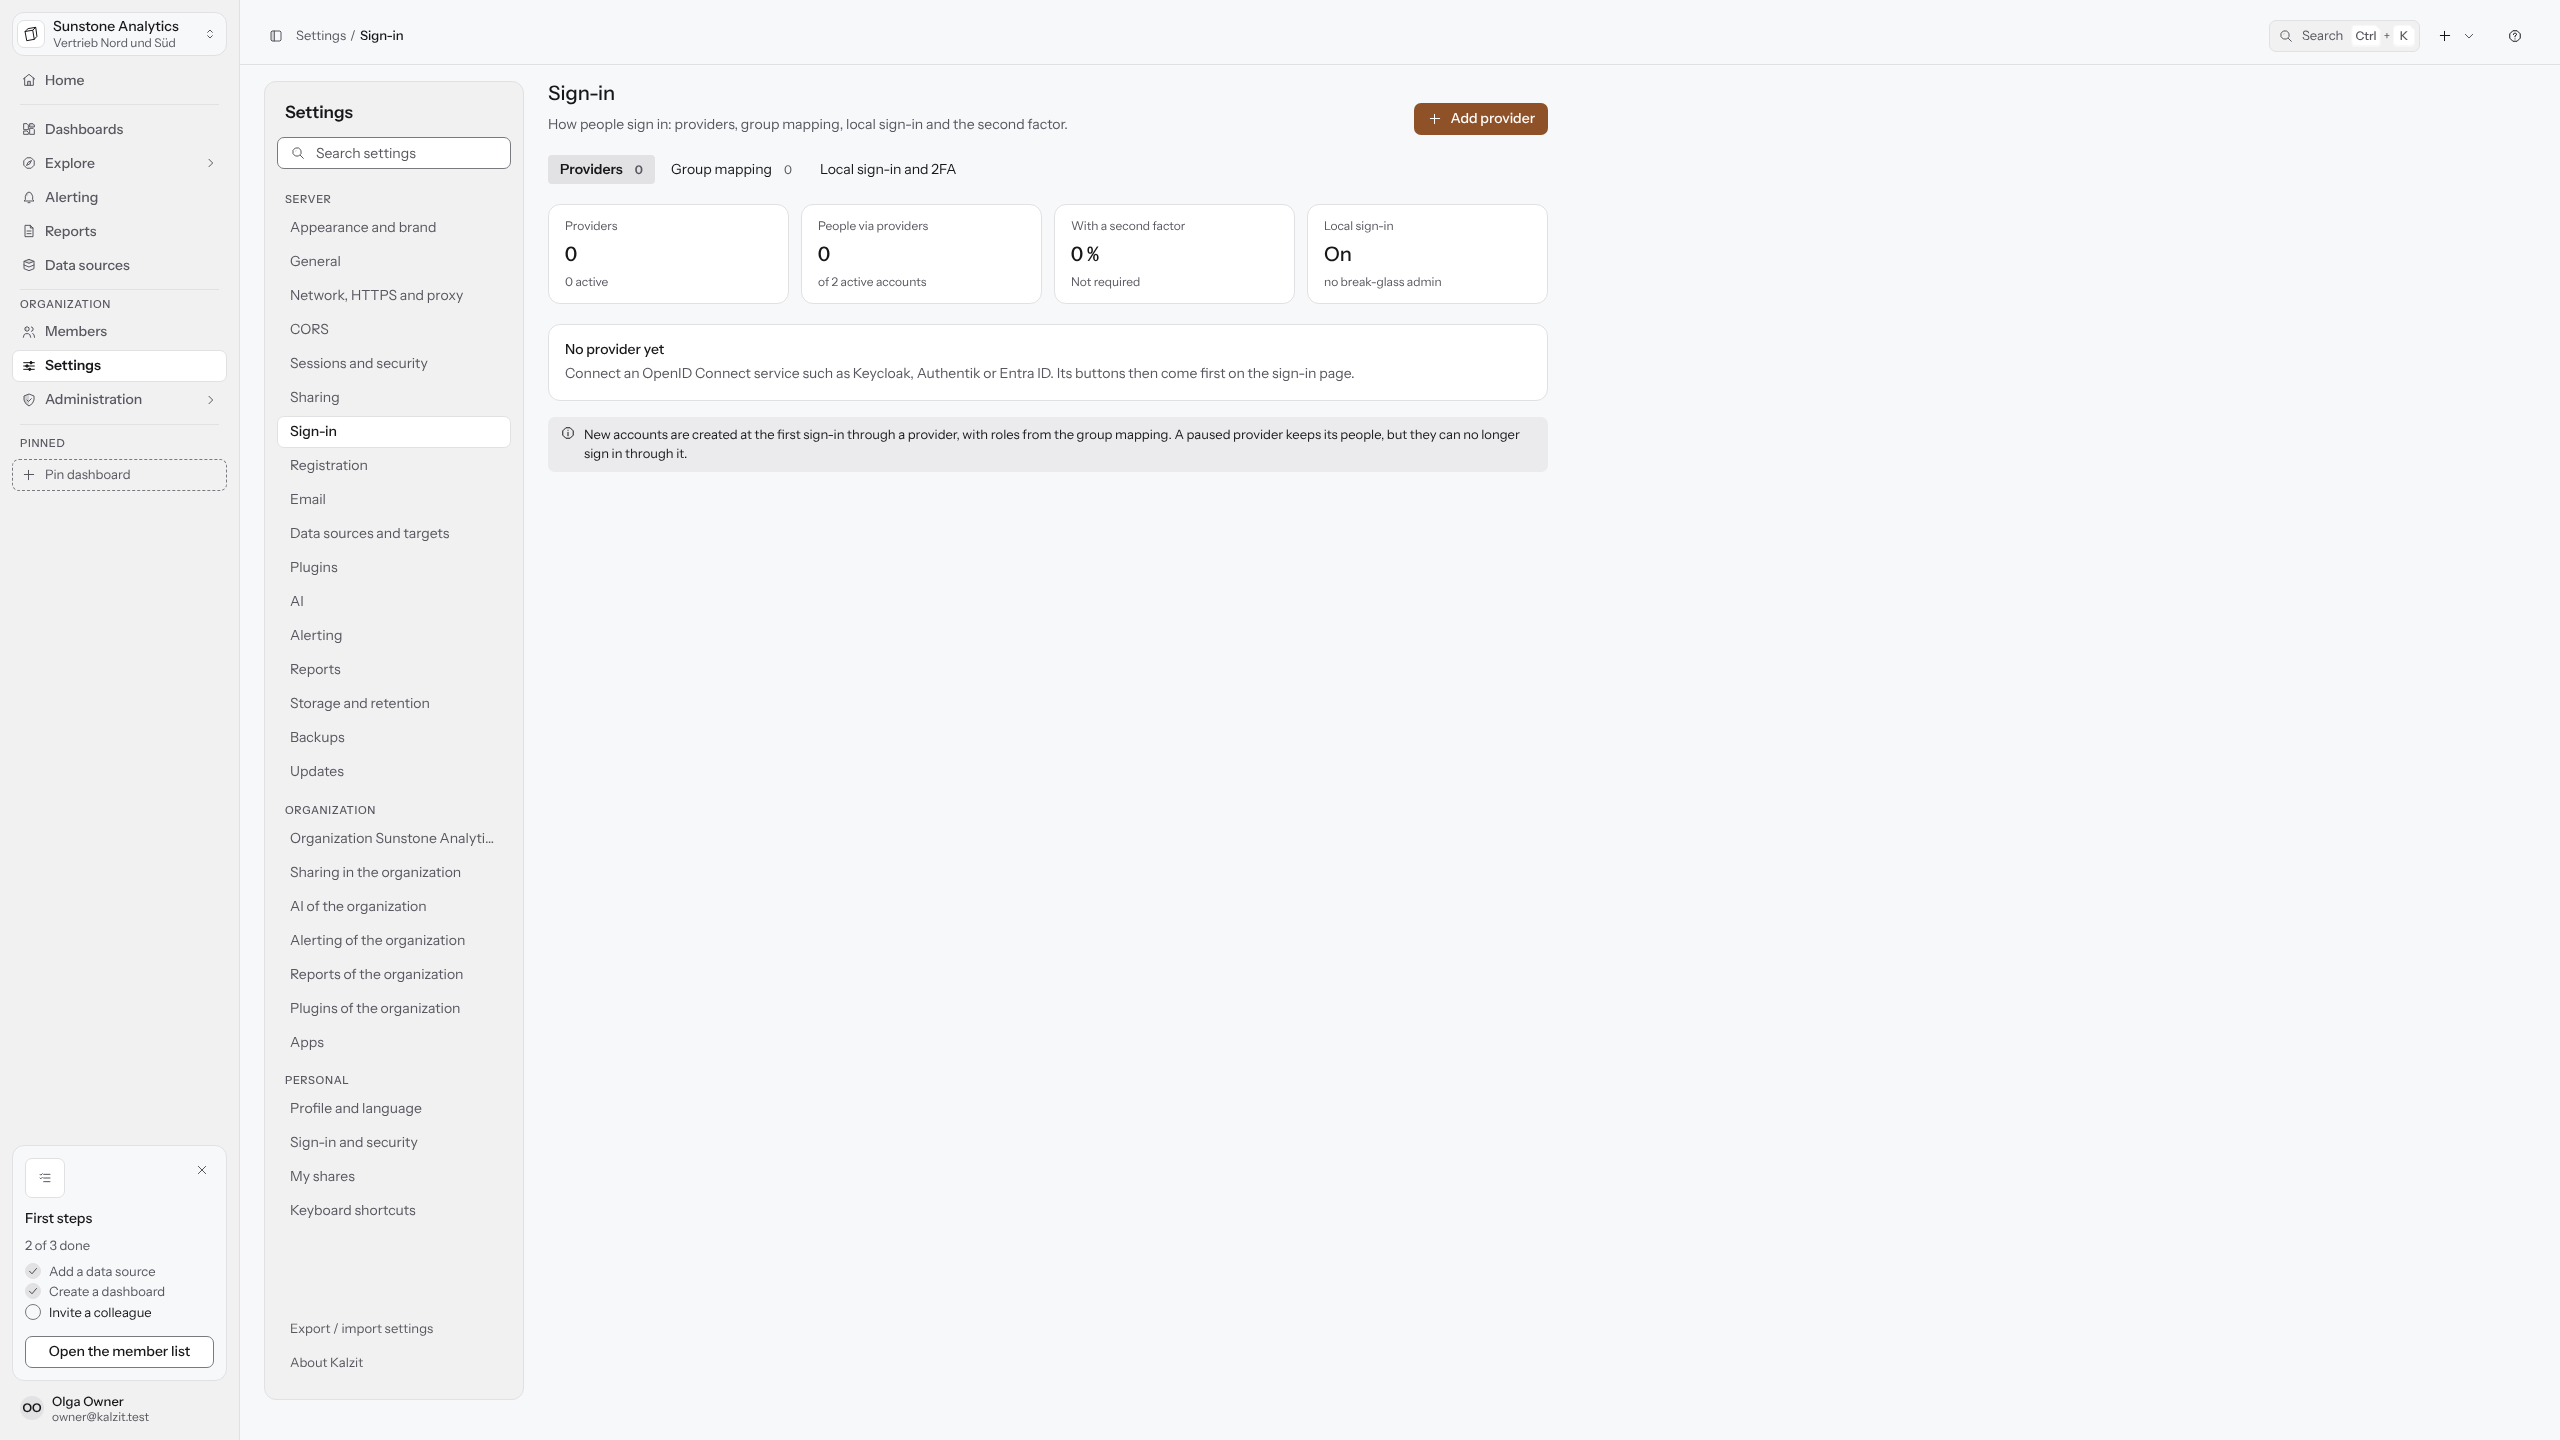 Sunstone Analytics
Vertrieb Nord und Süd
Home
Dashboards
Explore
Alerting
Reports
Data sources
ORGANIZATION
Members
Settings
Administration
PINNED
Pin dashboard
First steps
2 of 3 done
Add a data source
Create a dashboard
Invite a colleague
Open the member list
OO
Olga Owner
owner@kalzit.test
Settings / Sign-in
Search Ctrl + K
Settings
Search settings
SERVER
Appearance and brand
General
Network, HTTPS and proxy
CORS
Sessions and security
Sharing
Sign-in
Registration
Email
Data sources and targets
Plugins
AI
Alerting
Reports
Storage and retention
Backups
Updates
ORGANIZATION
Organization Sunstone Analyti...
Sharing in the organization
AI of the organization
Alerting of the organization
Reports of the organization
Plugins of the organization
Apps
PERSONAL
Profile and language
Sign-in and security
My shares
Keyboard shortcuts
Export / import settings
About Kalzit
Sign-in
How people sign in: providers, group mapping, local sign-in and the second factor.
Add provider
Providers 0 Group mapping 0 Local sign-in and 2FA
Providers
0
0 active
People via providers
0
of 2 active accounts
With a second factor
0 %
Not required
Local sign-in
On
no break-glass admin
No provider yet
Connect an OpenID Connect service such as Keycloak, Authentik or Entra ID. Its buttons then come first on the sign-in page.
New accounts are created at the first sign-in through a provider, with roles from the group mapping. A paused provider keeps its people, but they can no longer
sign in through it.